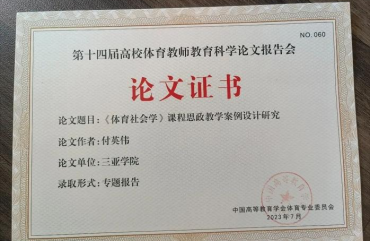 NO. 060
第十四届高校体育教师教育科学论文报告会
论文证书
论文题目：《体育社会学》课程思政教学案例设计研究
论文作者：付英伟
论文单位：三亚学院
录取形式：专题报告
中国高等教育学会体育专业委员会
2023年7月